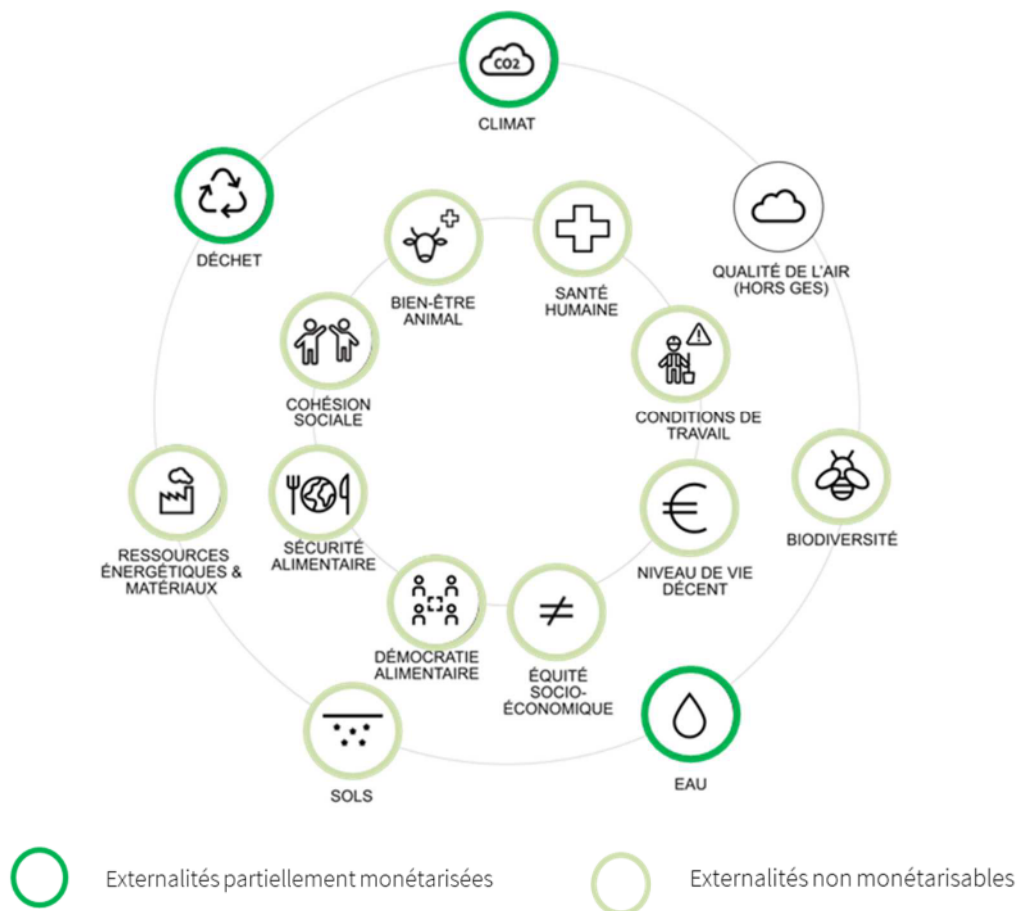 CO2
CLIMAT
DÉCHET
QUALITÉ DE L'AIR
(HORS GES)
BIEN-ÊTRE
ANIMAL
SANTÉ
HUMAINE
COHÉSION
SOCIALE
CONDITIONS DE
TRAVAIL
RESSOURCES
ÉNERGÉTIQUES &
MATÉRIAUX
SÉCURITÉ
ALIMENTAIRE
NIVEAU DE VIE
DÉCENT
BIODIVERSITÉ
DÉMOCRATIE
ALIMENTAIRE
ÉQUITÉ
SOCIO-
ÉCONOMIQUE
SOLS
EAU
Externalités partiellement monétarisées
Externalités non monétarisables